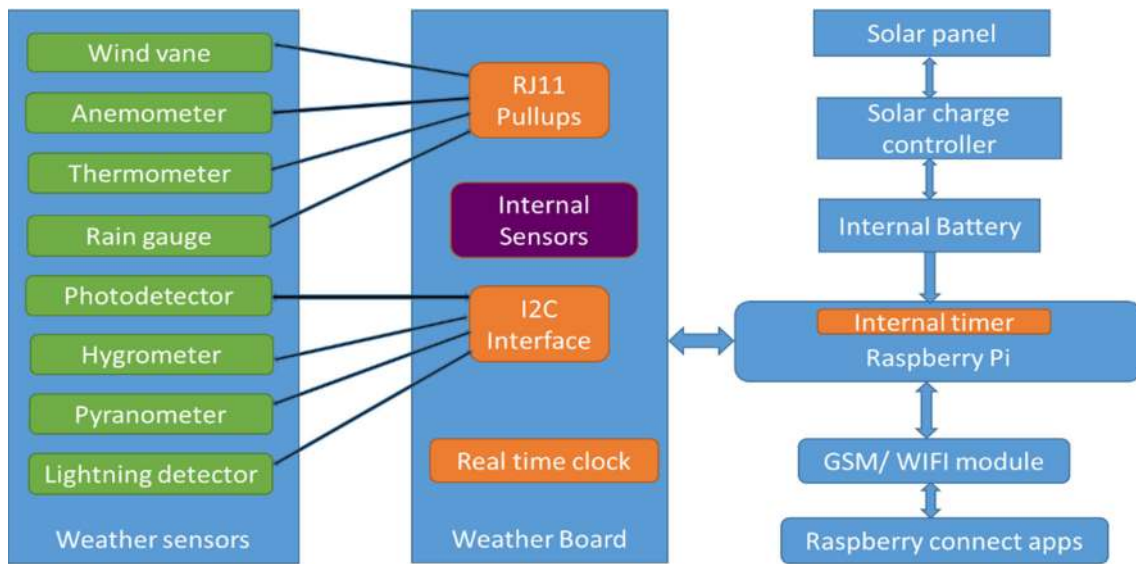 Wind vane
Anemometer
Thermometer
Rain gauge
Photodetector
Hygrometer
Pyranometer
Lightning detector
Weather sensors
RJ11
Pullups
Internal
Sensors
I2C
Interface
Real time clock
Weather Board
Solar panel
Solar charge
controller
Internal Battery
Internal timer
Raspberry Pi
GSM/ WIFI module
Raspberry connect apps